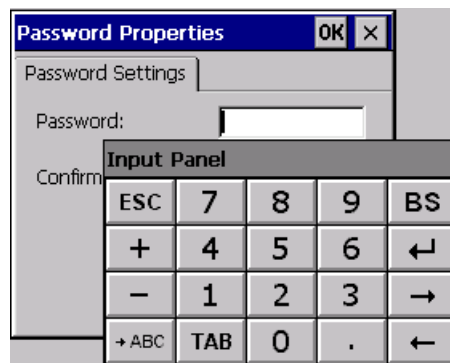 Password Properties OK ×
Password Settings
Password:
Input Panel
Confirm
ESC 7 8 9 BS
+ 4 5 6 ↵
− 1 2 3 →
→ABC TAB 0 . ←